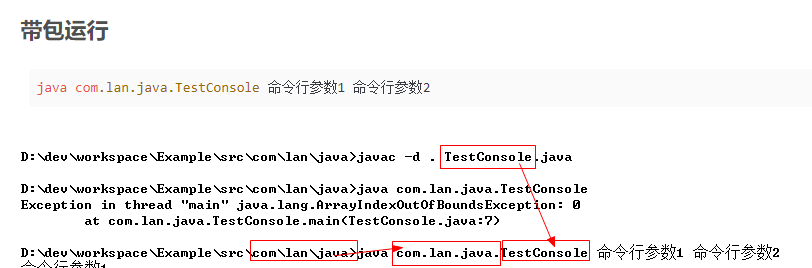 带包运行
java com.lan.java.TestConsole 命令行参数1 命令行参数2
D:\dev\workspace\Example\src\com\lan\java>javac -d . TestConsole.java
D:\dev\workspace\Example\src\com\lan\java>java com.lan.java.TestConsole
Exception in thread "main" java.lang.ArrayIndexOutOfBoundsException: 0
at com.lan.java.TestConsole.main(TestConsole.java:7)
D:\dev\workspace\Example\src\com\lan\java>java com.lan.java.TestConsole 命令行参数1 命令行参数2
命令行参数1